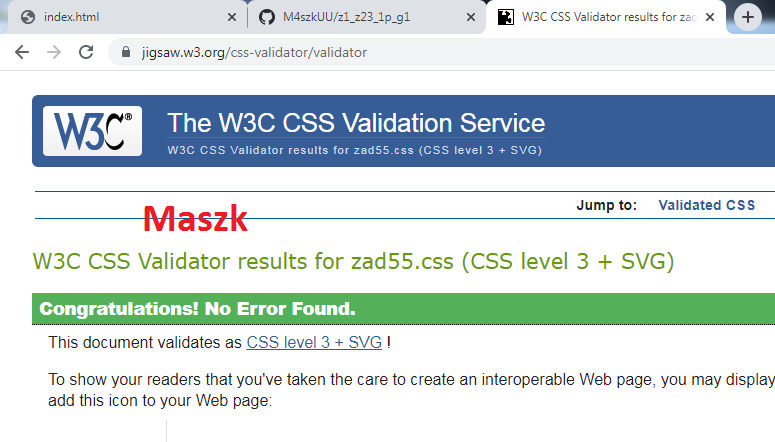 index.html
M4szkUU/z1_z23_1p_g1
W3C CSS Validator results for zad
jigsaw.w3.org/css-validator/validator
W3C®
The W3C CSS Validation Service
W3C CSS Validator results for zad55.css (CSS level 3 + SVG)
Jump to: Validated CSS
Maszk
W3C CSS Validator results for zad55.css (CSS level 3 + SVG)
Congratulations! No Error Found.
This document validates as CSS level 3 + SVG !
To show your readers that you've taken the care to create an interoperable Web page, you may display
add this icon to your Web page: